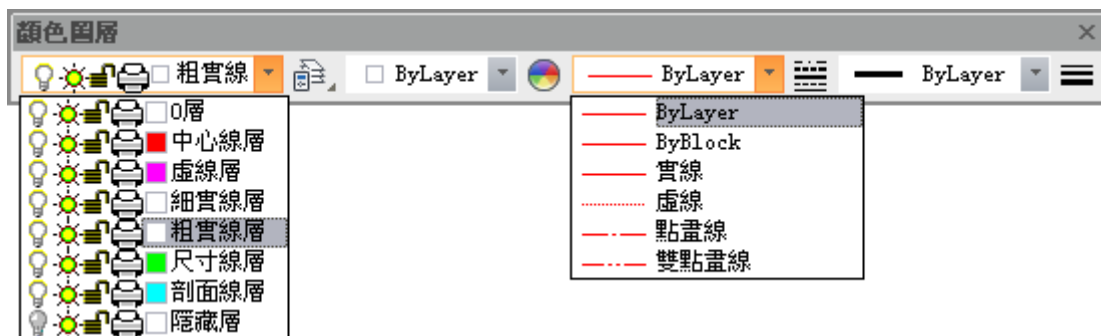 顏色圖層
粗實線 ByLayer ByLayer ByLayer
0層
中心線層
虛線層
細實線層
粗實線層
尺寸線層
剖面線層
隱藏層
ByLayer
ByBlock
實線
虛線
點畫線
雙點畫線